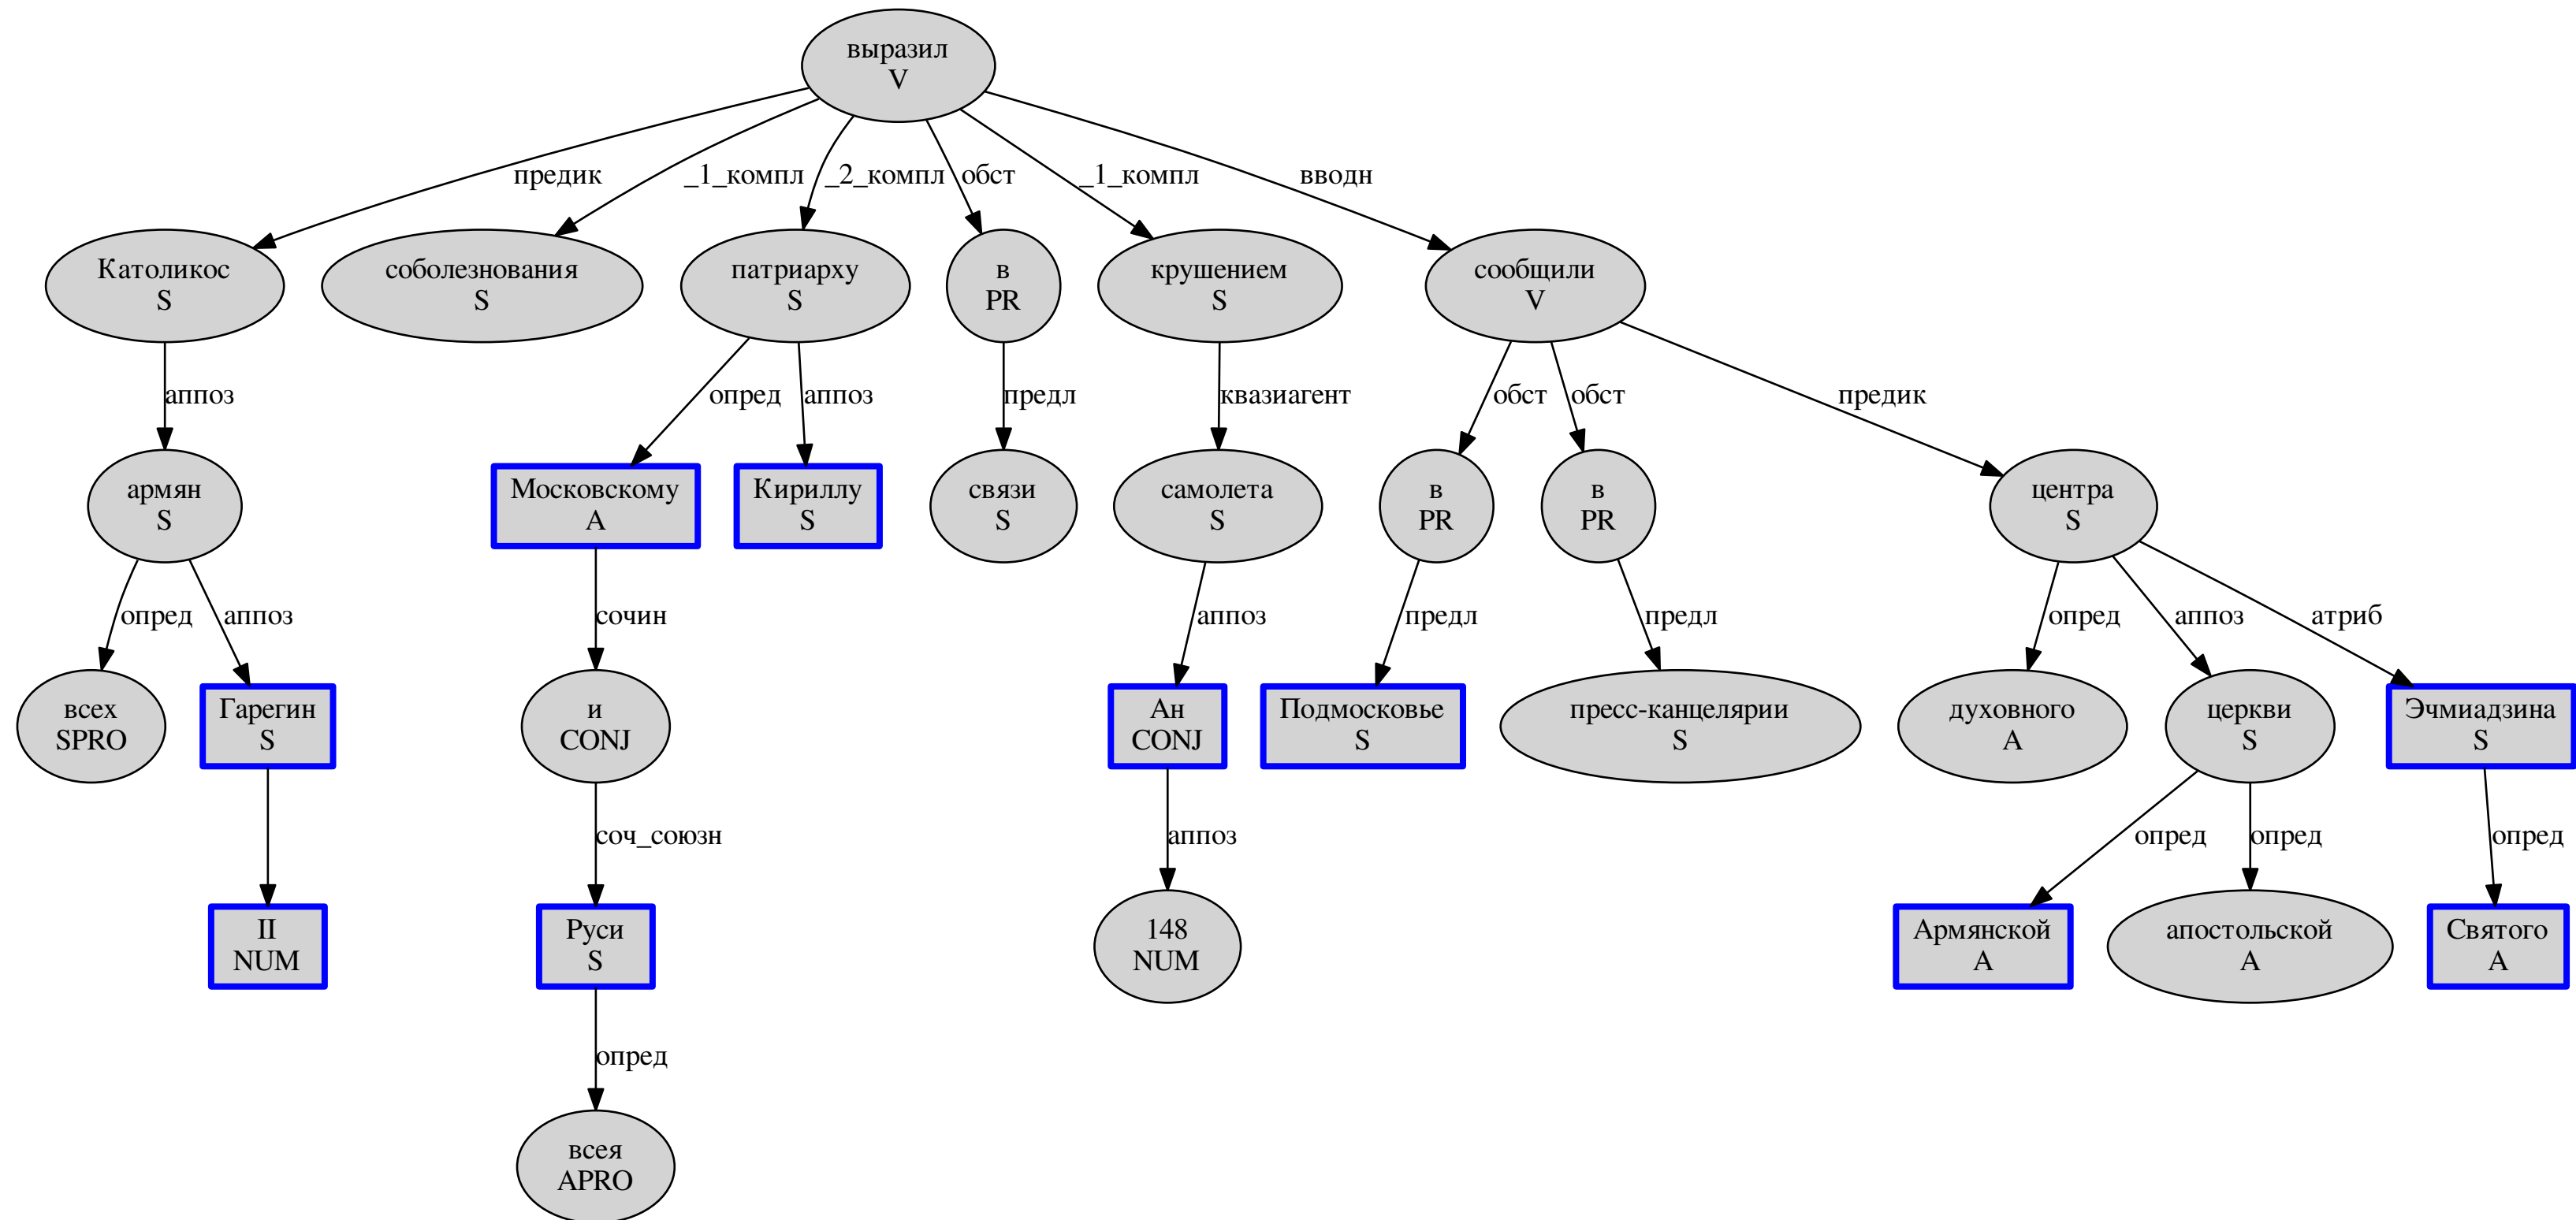 выразил
V
предик
_1_компл
_2_компл
обст
_1_компл
вводн
Католикос
S
соболезнования
S
патриарху
S
в
PR
крушением
S
сообщили
V
аппоз
опред
аппоз
предл
квазиагент
обст
обст
предик
армян
S
Московскому
A
Кириллу
S
связи
S
самолета
S
в
PR
в
PR
центра
S
опред
аппоз
сочин
аппоз
предл
предл
опред
аппоз
атриб
всех
SPRO
Гарегин
S
и
CONJ
Ан
CONJ
Подмосковье
S
пресс-канцелярии
S
духовного
A
церкви
S
Эчмиадзина
S
соч_союзн
аппоз
опред
опред
опред
II
NUM
Руси
S
148
NUM
Армянской
A
апостольской
A
Святого
A
опред
всея
APRO